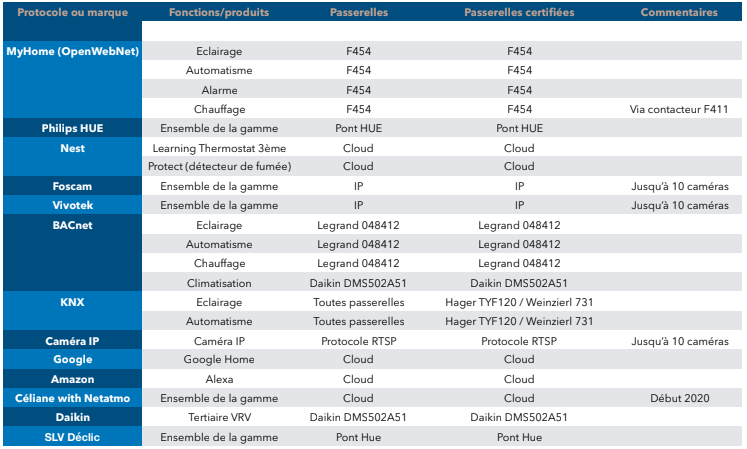 Protocole ou marque Fonctions/produits Passerelles Passerelles certifiées Commentaires
MyHome (OpenWebNet) Eclairage F454 F454
Automatisme F454 F454
Alarme F454 F454
Chauffage F454 F454 Via contacteur F411
Philips HUE Ensemble de la gamme Pont HUE Pont HUE
Nest Learning Thermostat 3ème Cloud Cloud
Protect (détecteur de fumée) Cloud Cloud
Foscam Ensemble de la gamme IP IP Jusqu'à 10 caméras
Vivotek Ensemble de la gamme IP IP Jusqu'à 10 caméras
BACnet Eclairage Legrand 048412 Legrand 048412
Automatisme Legrand 048412 Legrand 048412
Chauffage Legrand 048412 Legrand 048412
Climatisation Daikin DMS502A51 Daikin DMS502A51
KNX Eclairage Toutes passerelles Hager TYF120 / Weinzierl 731
Automatisme Toutes passerelles Hager TYF120 / Weinzierl 731
Caméra IP Caméra IP Protocole RTSP Protocole RTSP Jusqu'à 10 caméras
Google Google Home Cloud Cloud
Amazon Alexa Cloud Cloud
Céliane with Netatmo Ensemble de la gamme Cloud Cloud Début 2020
Daikin Tertiaire VRV Daikin DMS502A51 Daikin DMS502A51
SLV Déclic Ensemble de la gamme Pont Hue Pont Hue